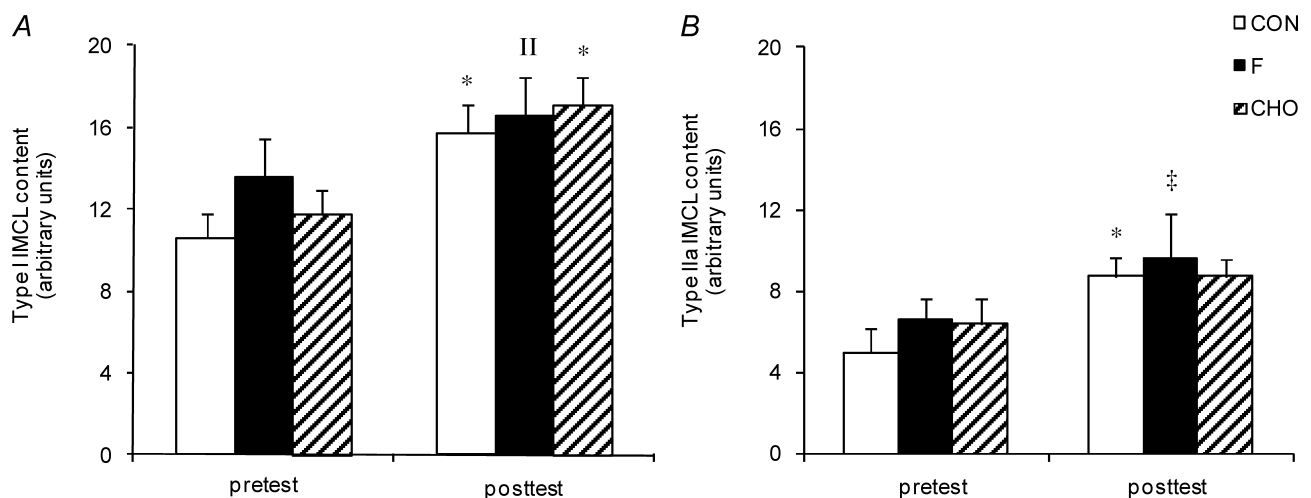 A
Type I IMCL content
(arbitrary units)
20
16
12
8
4
0
*
II
*
pretest
posttest
B
Type IIa IMCL content
(arbitrary units)
20
16
12
8
4
0
*
‡
pretest
posttest
CON
F
CHO